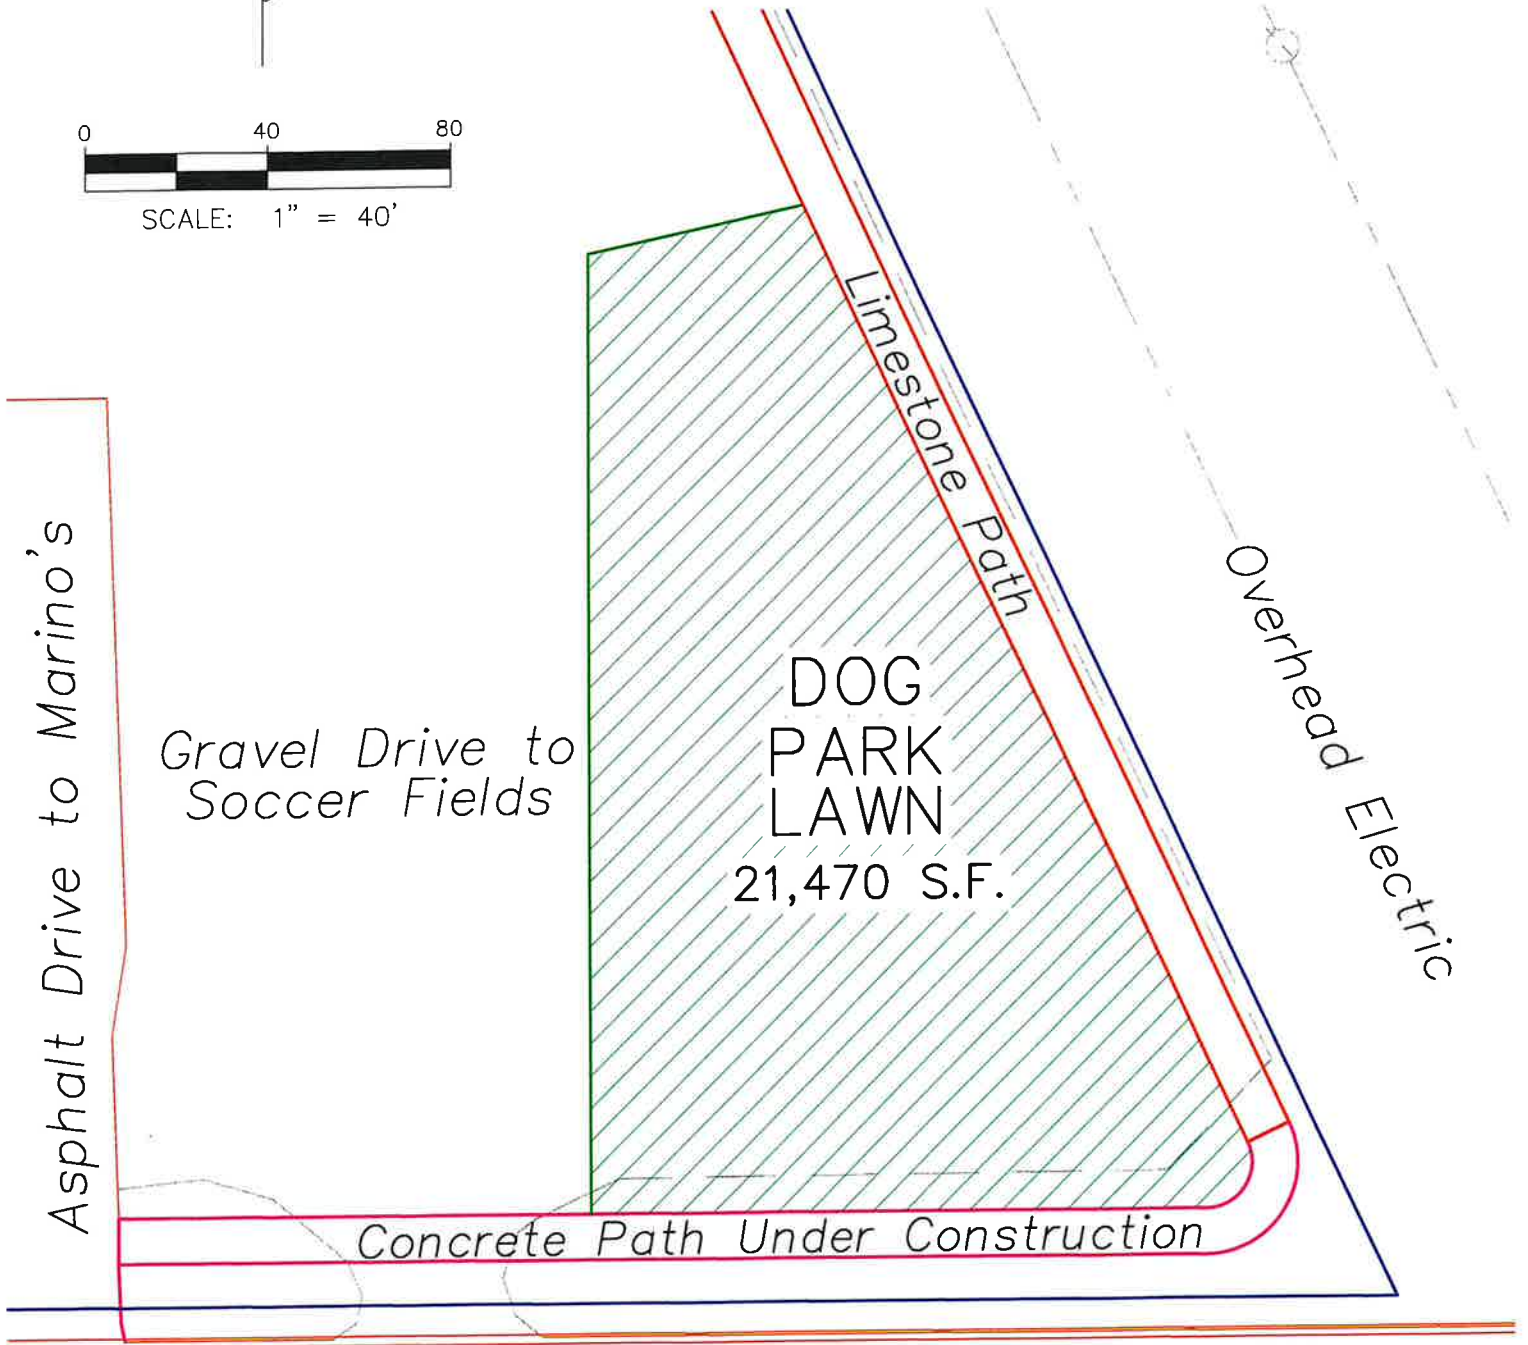 0 40 80
SCALE: 1" = 40'
Limestone Path
Overhead Electric
Asphalt Drive to Marino's
Gravel Drive to
Soccer Fields
DOG
PARK
LAWN
21,470 S.F.
Concrete Path Under Construction